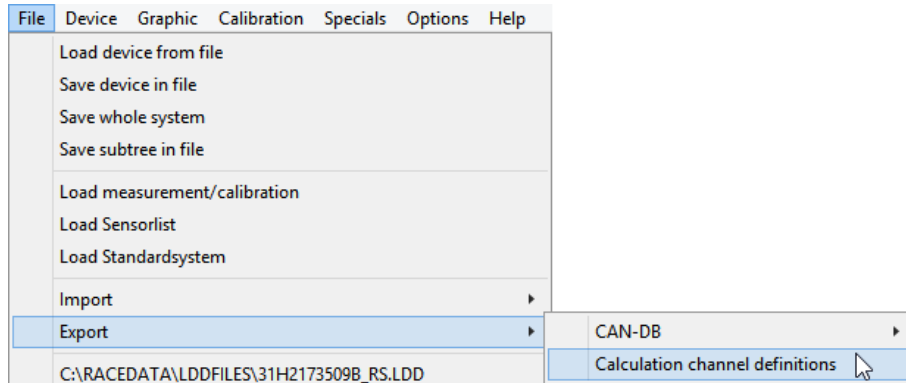 File Device Graphic Calibration Specials Options Help
Load device from file
Save device in file
Save whole system
Save subtree in file
Load measurement/calibration
Load Sensorlist
Load Standardsystem
Import
Export
CAN-DB
Calculation channel definitions
C:\RACEDATA\LDDFILES\31H2173509B_RS.LDD